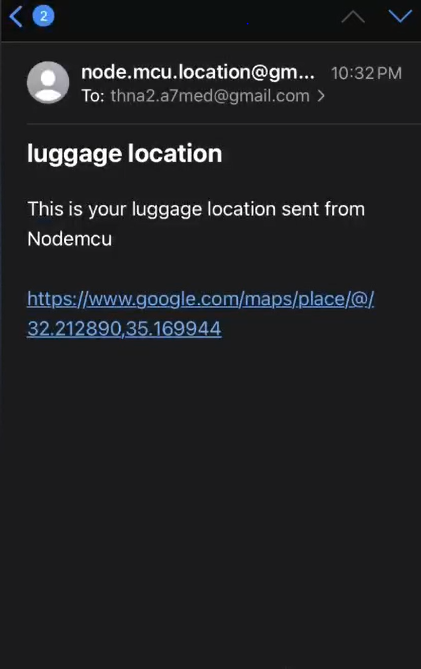 2
node.mcu.location@gm... 10:32 PM
To: thna2.a7med@gmail.com >
luggage location
This is your luggage location sent from
Nodemcu
https://www.google.com/maps/place/@/
32.212890,35.169944